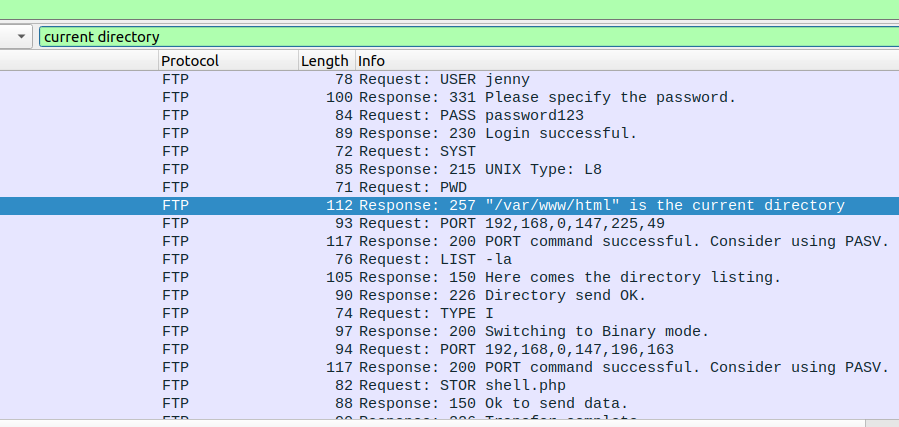 current directory
Protocol Length Info
FTP 78 Request: USER jenny
FTP 100 Response: 331 Please specify the password.
FTP 84 Request: PASS password123
FTP 89 Response: 230 Login successful.
FTP 72 Request: SYST
FTP 85 Response: 215 UNIX Type: L8
FTP 71 Request: PWD
FTP 112 Response: 257 "/var/www/html" is the current directory
FTP 93 Request: PORT 192,168,0,147,225,49
FTP 117 Response: 200 PORT command successful. Consider using PASV.
FTP 76 Request: LIST -la
FTP 105 Response: 150 Here comes the directory listing.
FTP 90 Response: 226 Directory send OK.
FTP 74 Request: TYPE I
FTP 97 Response: 200 Switching to Binary mode.
FTP 94 Request: PORT 192,168,0,147,196,163
FTP 117 Response: 200 PORT command successful. Consider using PASV.
FTP 82 Request: STOR shell.php
FTP 88 Response: 150 Ok to send data.